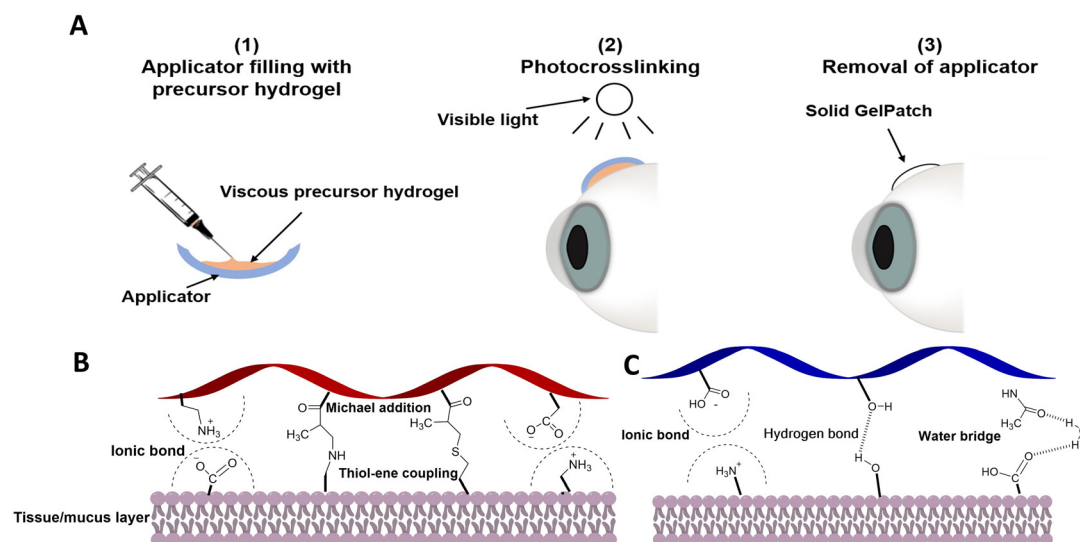 A
(1)
Applicator filling with
precursor hydrogel
(2)
Photocrosslinking
(3)
Removal of applicator
Visible light
Solid GelPatch
Viscous precursor hydrogel
Applicator
B
Michael addition
Ionic bond
Thiol-ene coupling
Tissue/mucus layer
O
H₃C
NH
+
NH₃
−
O
O
O
H₃C
S
O
−
O
+
NH₃
C
Ionic bond
Hydrogen bond
Water bridge
O
HO
−
H₃N
+
O-H
H
O
HN
O
CH₃
H
H
O
HO